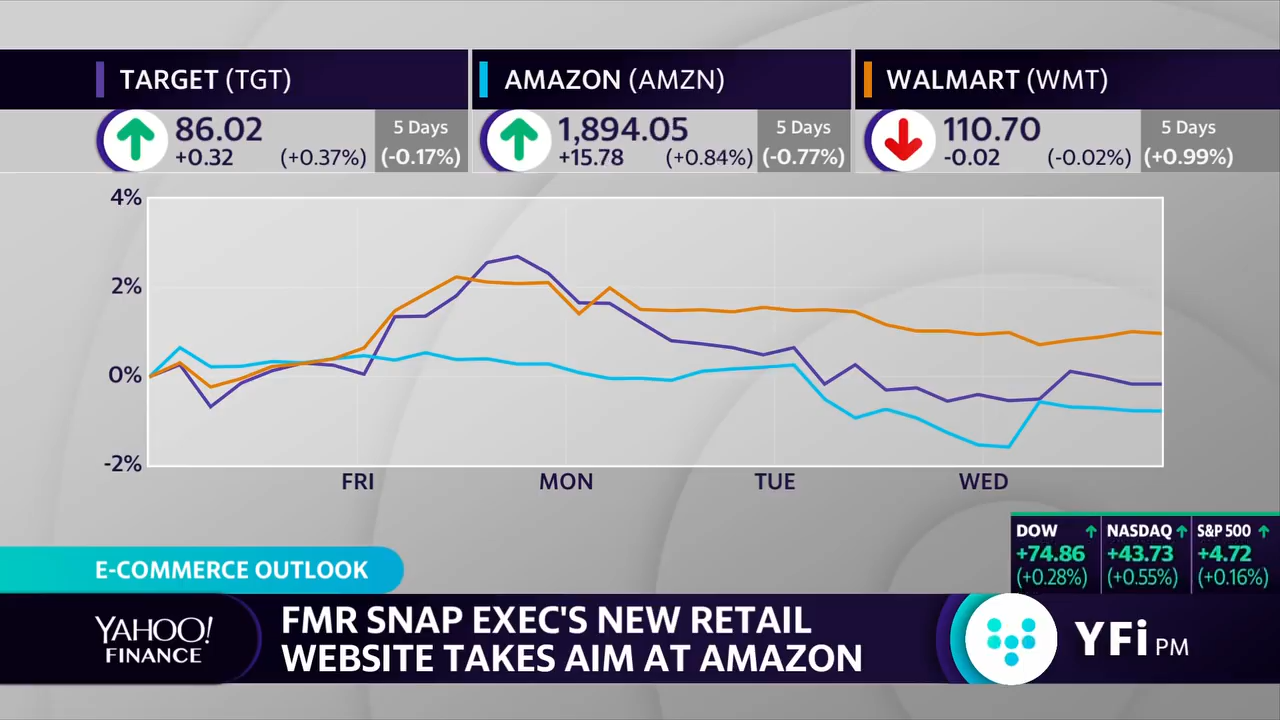 TARGET (TGT)
86.02
+0.32 (+0.37%)
5 Days
(-0.17%)
AMAZON (AMZN)
1,894.05
+15.78 (+0.84%)
5 Days
(-0.77%)
WALMART (WMT)
110.70
-0.02 (-0.02%)
5 Days
(+0.99%)
4%
2%
0%
-2%
FRI MON TUE WED
DOW
+74.86
(+0.28%)
NASDAQ
+43.73
(+0.55%)
S&P 500
+4.72
(+0.16%)
E-COMMERCE OUTLOOK
YAHOO!
FINANCE
FMR SNAP EXEC'S NEW RETAIL
WEBSITE TAKES AIM AT AMAZON
YFi PM